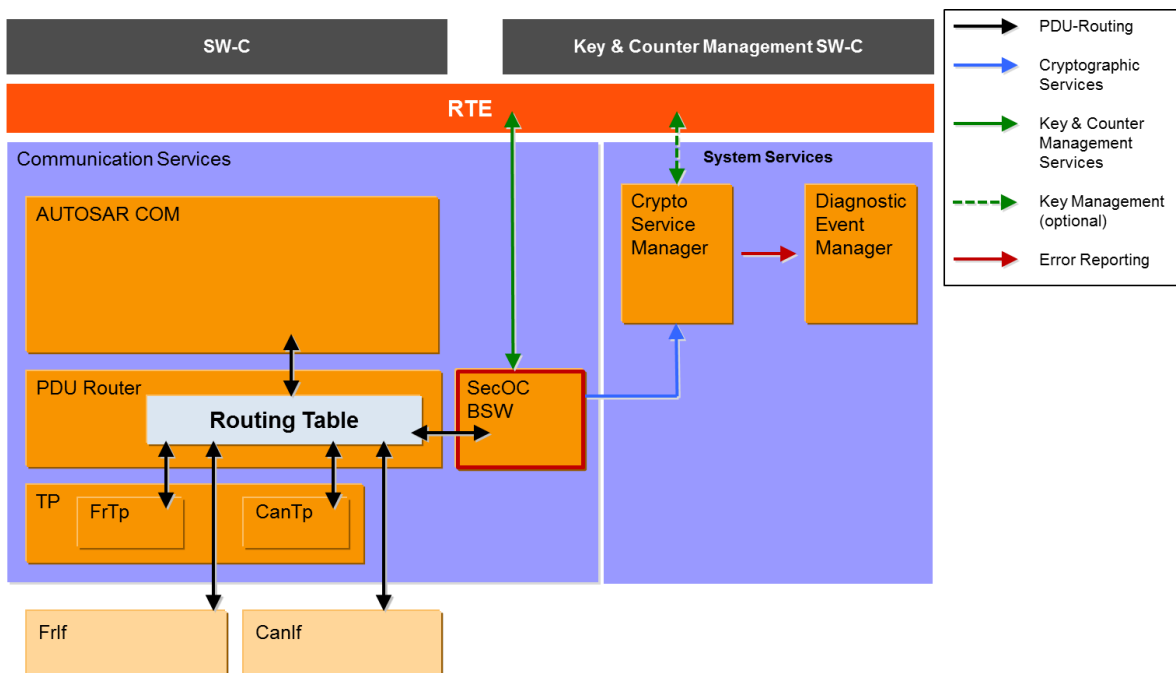 SW-C
Key & Counter Management SW-C
RTE
Communication Services
System Services
AUTOSAR COM
Crypto
Service
Manager
Diagnostic
Event
Manager
PDU Router
Routing Table
SecOC
BSW
TP
FrTp
CanTp
FrIf
CanIf
PDU-Routing
Cryptographic
Services
Key & Counter
Management
Services
Key Management
(optional)
Error Reporting